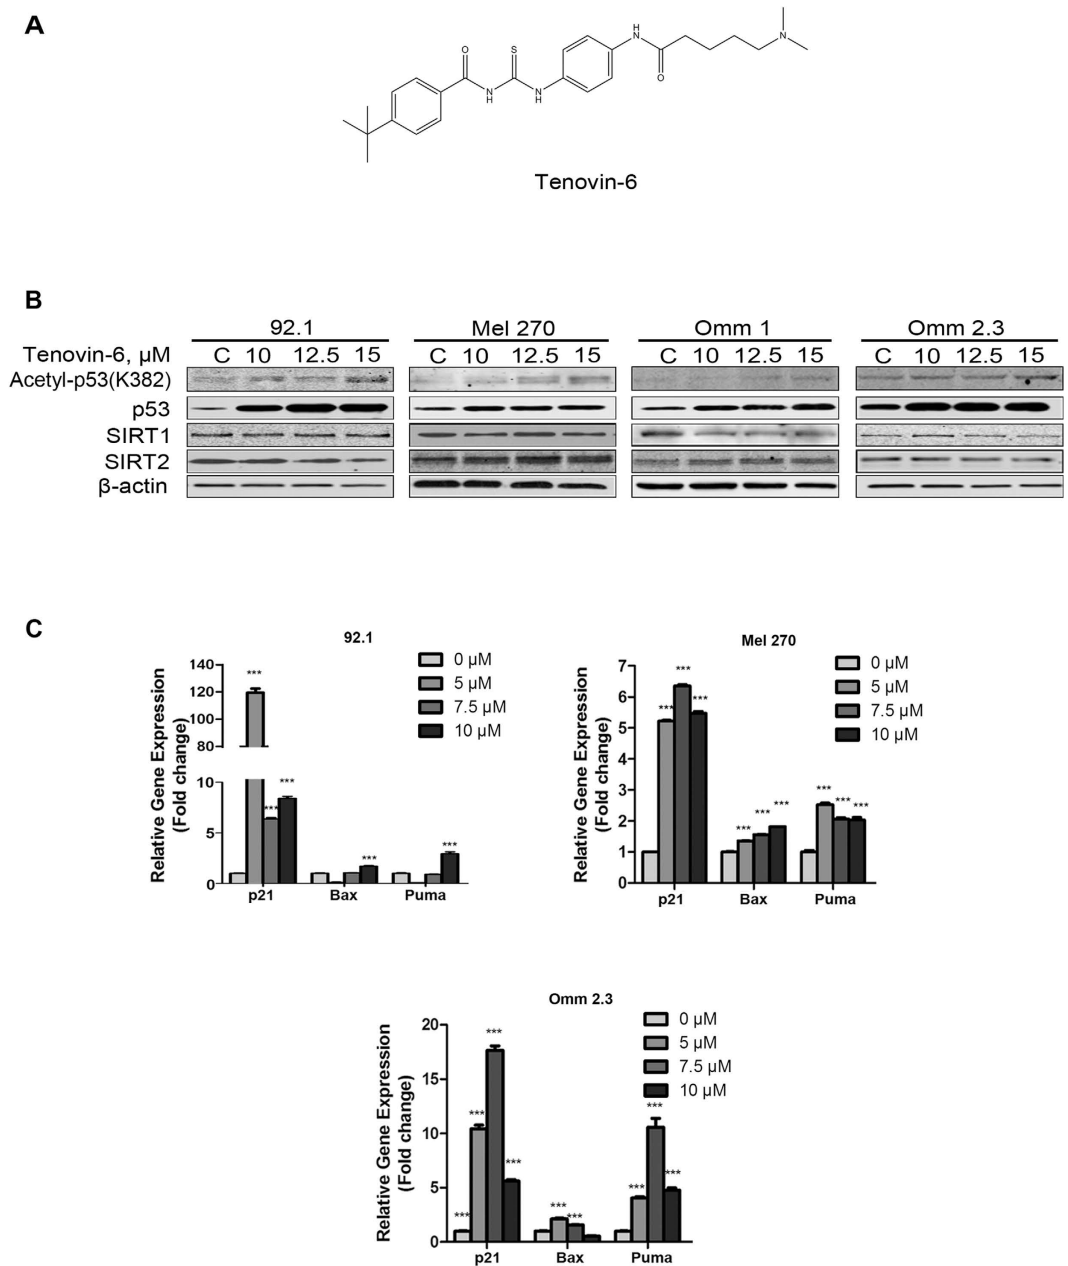 A
O
S
N
H
N
H
H
N
O
N
Tenovin-6
B
92.1 Mel 270 Omm 1 Omm 2.3
Tenovin-6, µM C 10 12.5 15 C 10 12.5 15 C 10 12.5 15 C 10 12.5 15
Acetyl-p53(K382)
p53
SIRT1
SIRT2
β-actin
C
92.1
Relative Gene Expression
(Fold change)
140
120
100
80
10
5
0
***
***
***
***
***
p21 Bax Puma
0 µM
5 µM
7.5 µM
10 µM
Mel 270
Relative Gene Expression
(Fold change)
7
6
5
4
3
2
1
0
***
***
***
***
***
***
***
***
***
p21 Bax Puma
0 µM
5 µM
7.5 µM
10 µM
Omm 2.3
Relative Gene Expression
(Fold change)
20
15
10
5
0
***
***
***
***
***
***
***
***
***
p21 Bax Puma
0 µM
5 µM
7.5 µM
10 µM